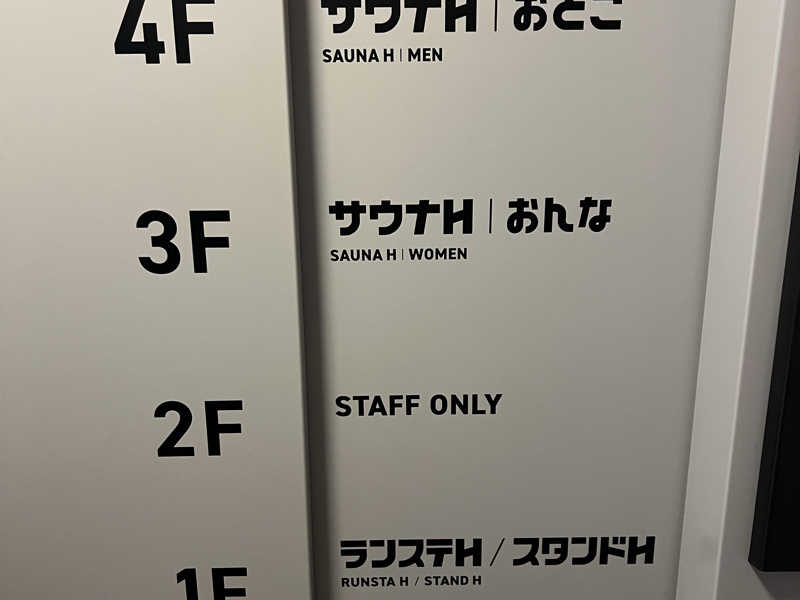 4F
サウナH｜おとこ
SAUNA H | MEN
3F
サウナH｜おんな
SAUNA H | WOMEN
2F
STAFF ONLY
1F
ランステH / スタンドH
RUNSTA H / STAND H